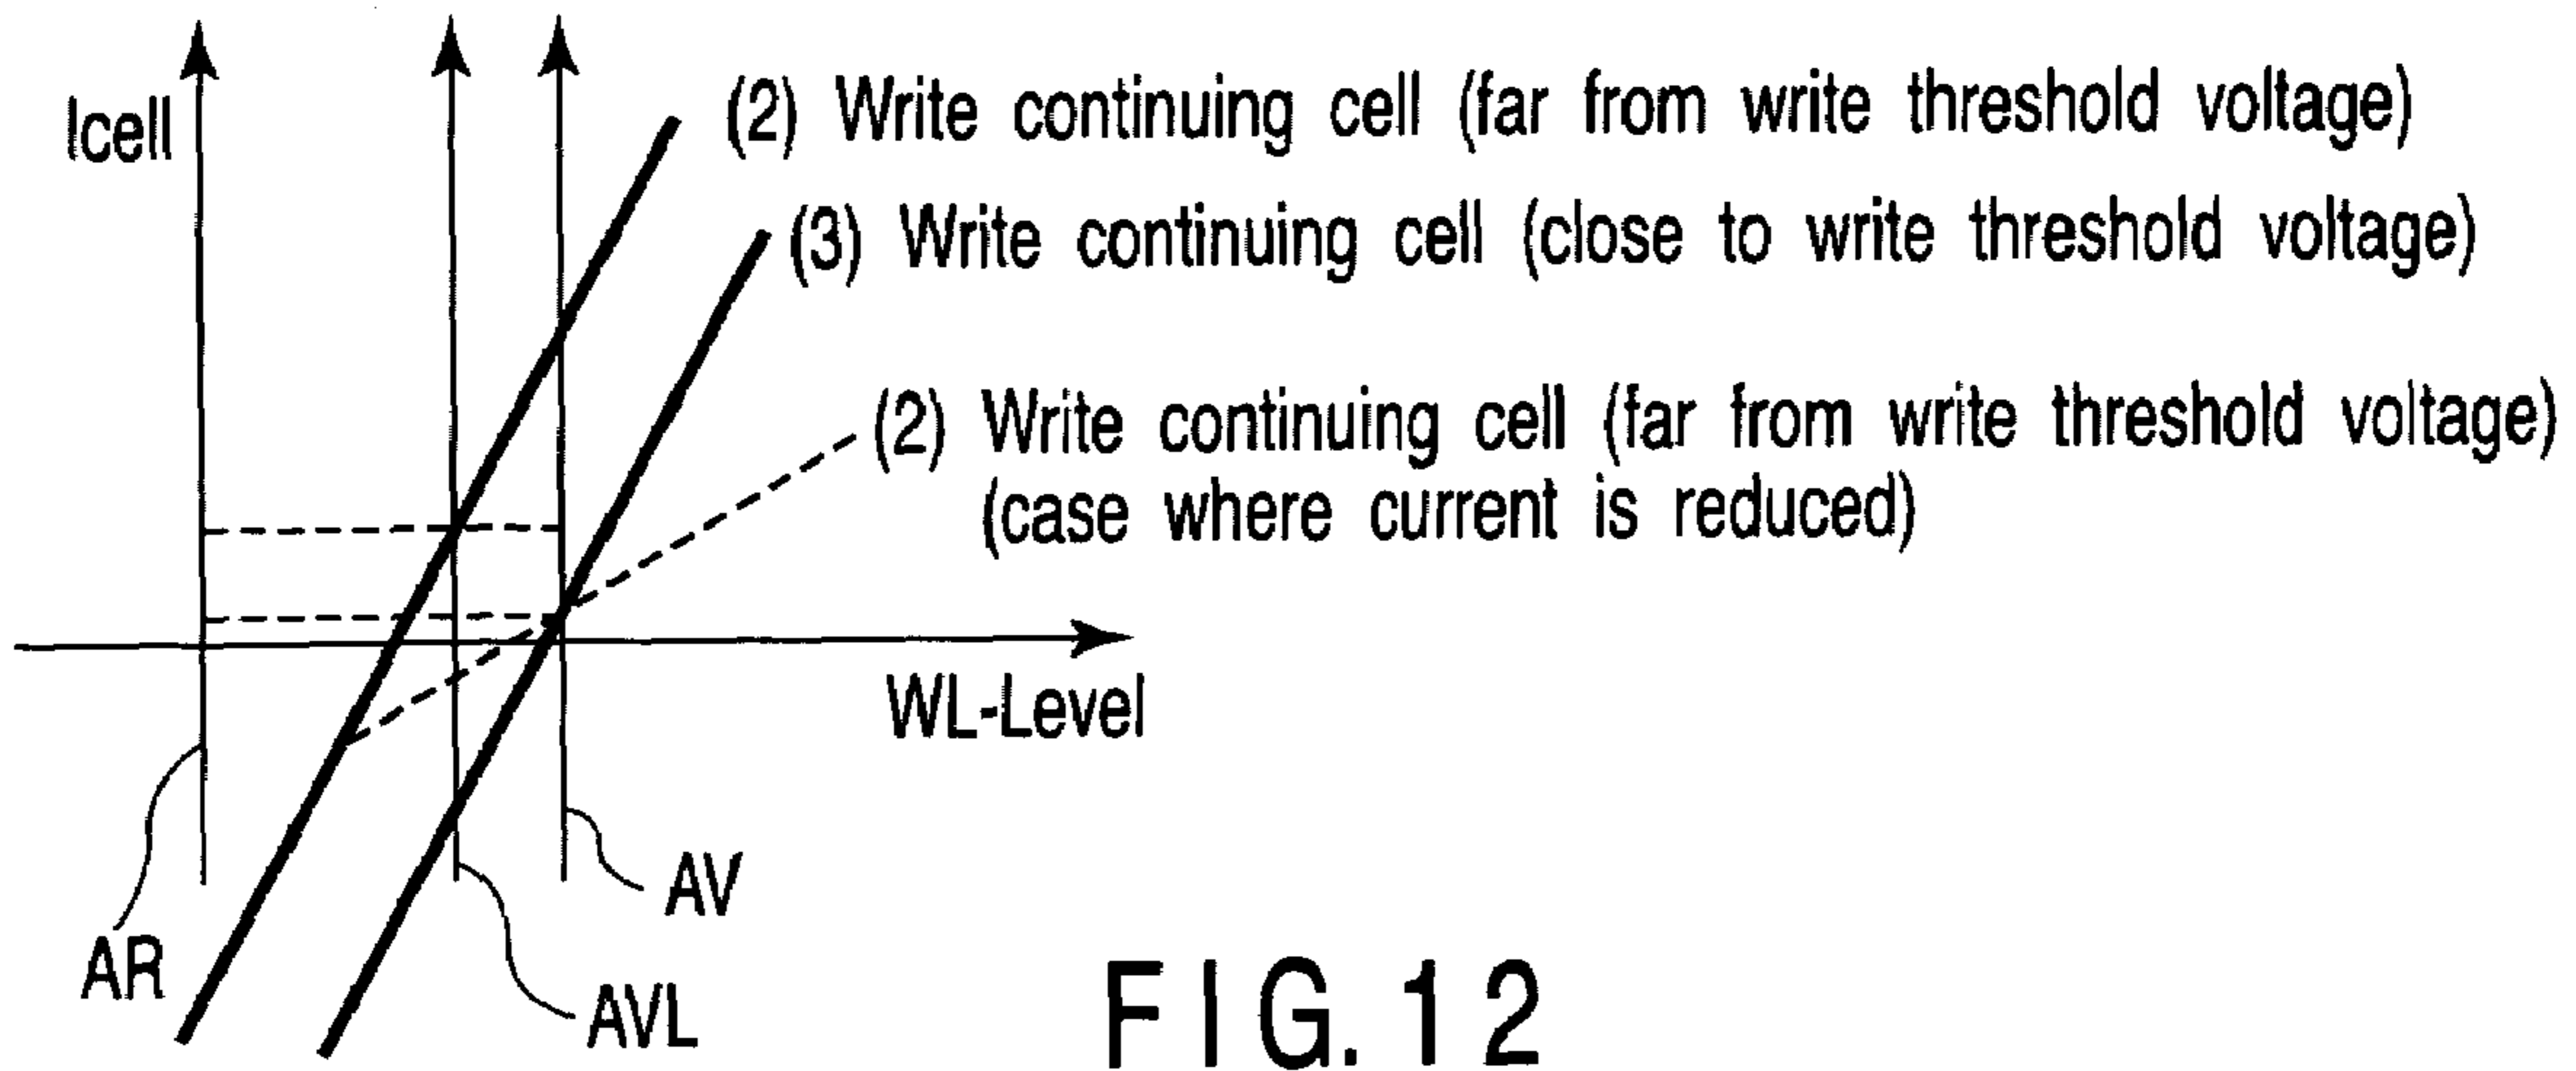 Icell
(2) Write continuing cell (far from write threshold voltage)
(3) Write continuing cell (close to write threshold voltage)
(2) Write continuing cell (far from write threshold voltage)
(case where current is reduced)
WL-Level
AV
AR
AVL
FIG. 12